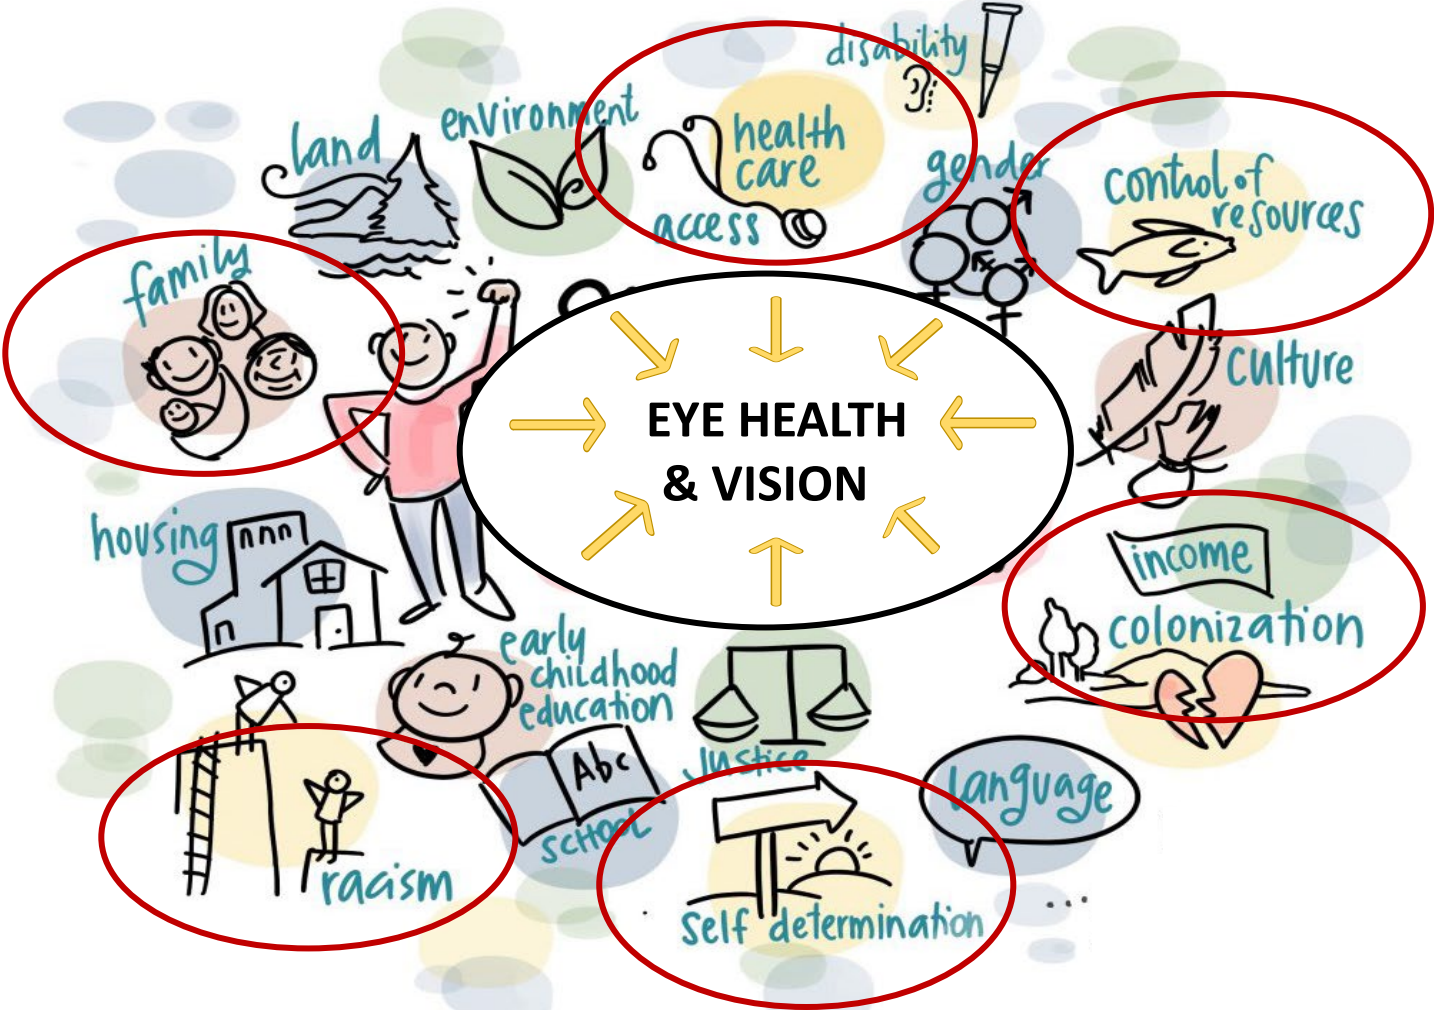 disability
environment
health
care
access
land
gender
control of
resources
family
culture
EYE HEALTH
& VISION
housing
income
colonization
early
childhood
education
Abc
school
justice
language
racism
self determination
...